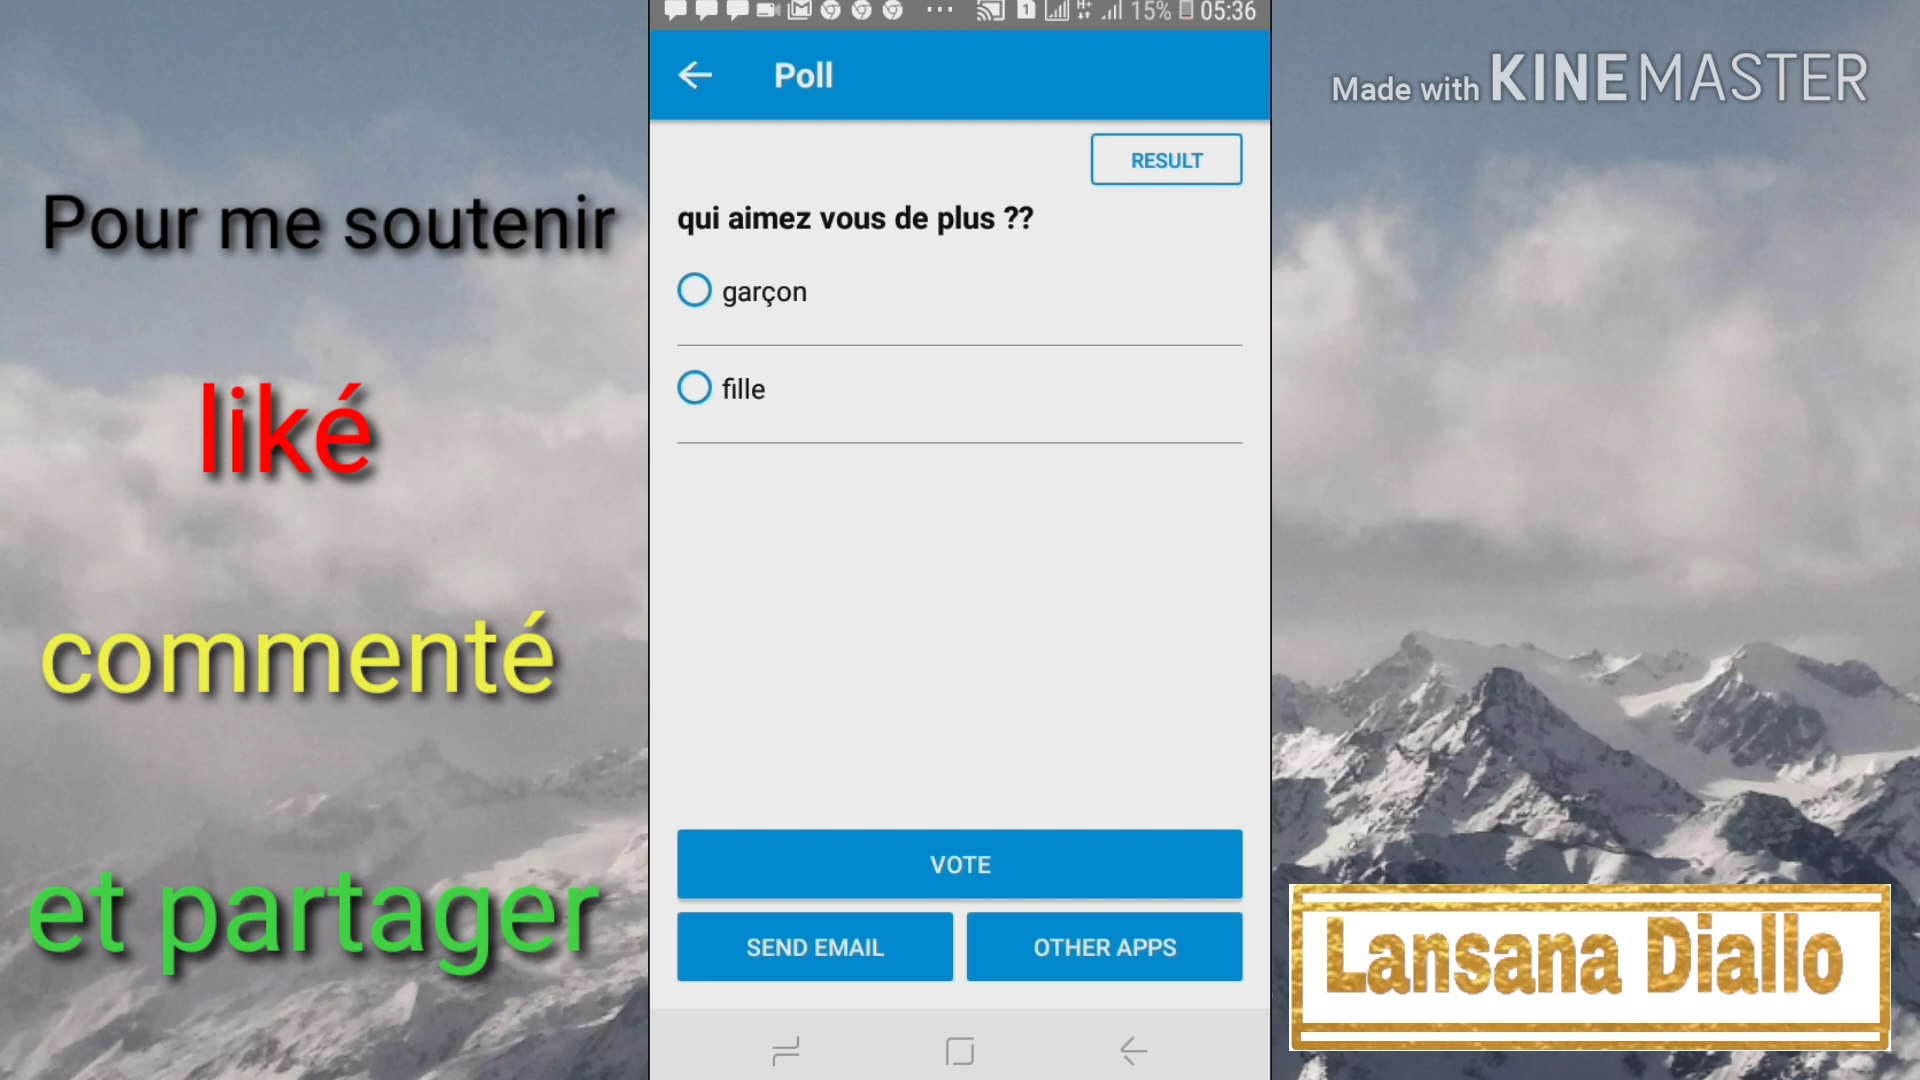 Pour me soutenir
liké
commenté
et partager
1 H+ 15% 05:36
Poll
RESULT
qui aimez vous de plus ??
garçon
fille
VOTE
SEND EMAIL
OTHER APPS
Made with KINEMASTER
Lansana Diallo